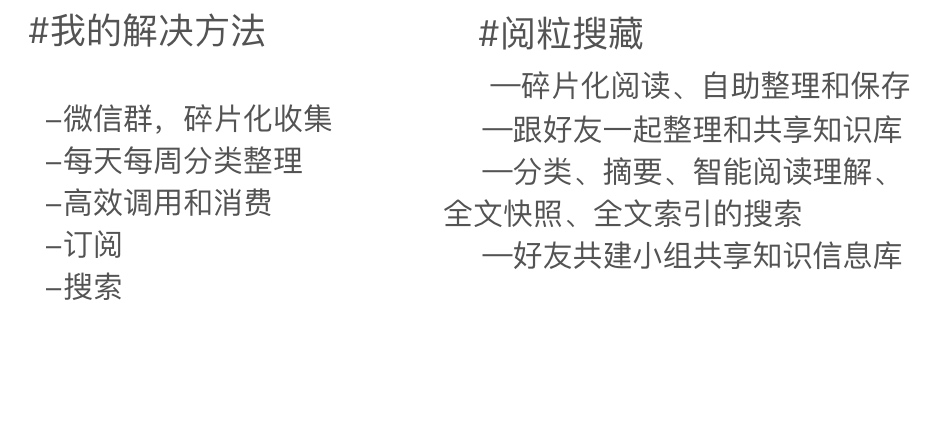 #我的解决方法
–微信群，碎片化收集
–每天每周分类整理
–高效调用和消费
–订阅
–搜索
#阅粒搜藏
—碎片化阅读、自助整理和保存
—跟好友一起整理和共享知识库
—分类、摘要、智能阅读理解、
全文快照、全文索引的搜索
—好友共建小组共享知识信息库